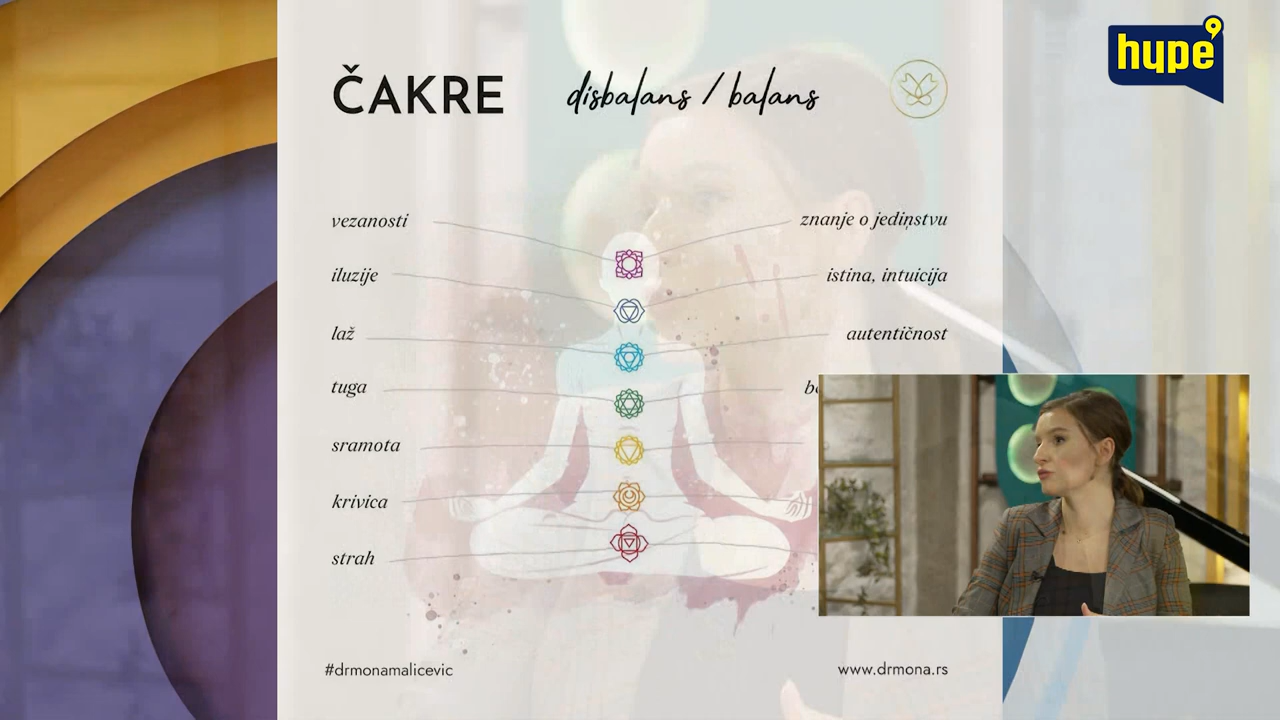 hype
ČAKRE
disbalans / balans
vezanosti
znanje o jedinstvu
iluzije
istina, intuicija
laž
autentičnost
tuga
sramota
krivica
strah
#drmonamalicevic
www.drmona.rs